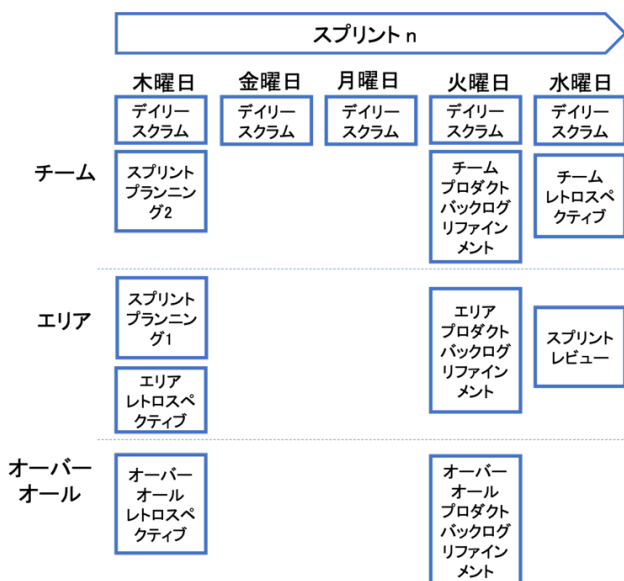 スプリント n
木曜日 金曜日 月曜日 火曜日 水曜日
チーム
デイリー
スクラム
デイリー
スクラム
デイリー
スクラム
デイリー
スクラム
デイリー
スクラム
スプリント
プランニン
グ2
チーム
プロダクト
バックログ
リファイン
メント
チーム
レトロスペ
クティブ
エリア
スプリント
プランニン
グ1
エリア
レトロスペ
クティブ
エリア
プロダクト
バックログ
リファイン
メント
スプリント
レビュー
オーバー
オール
オーバー
オール
レトロスペ
クティブ
オーバー
オール
プロダクト
バックログ
リファイン
メント